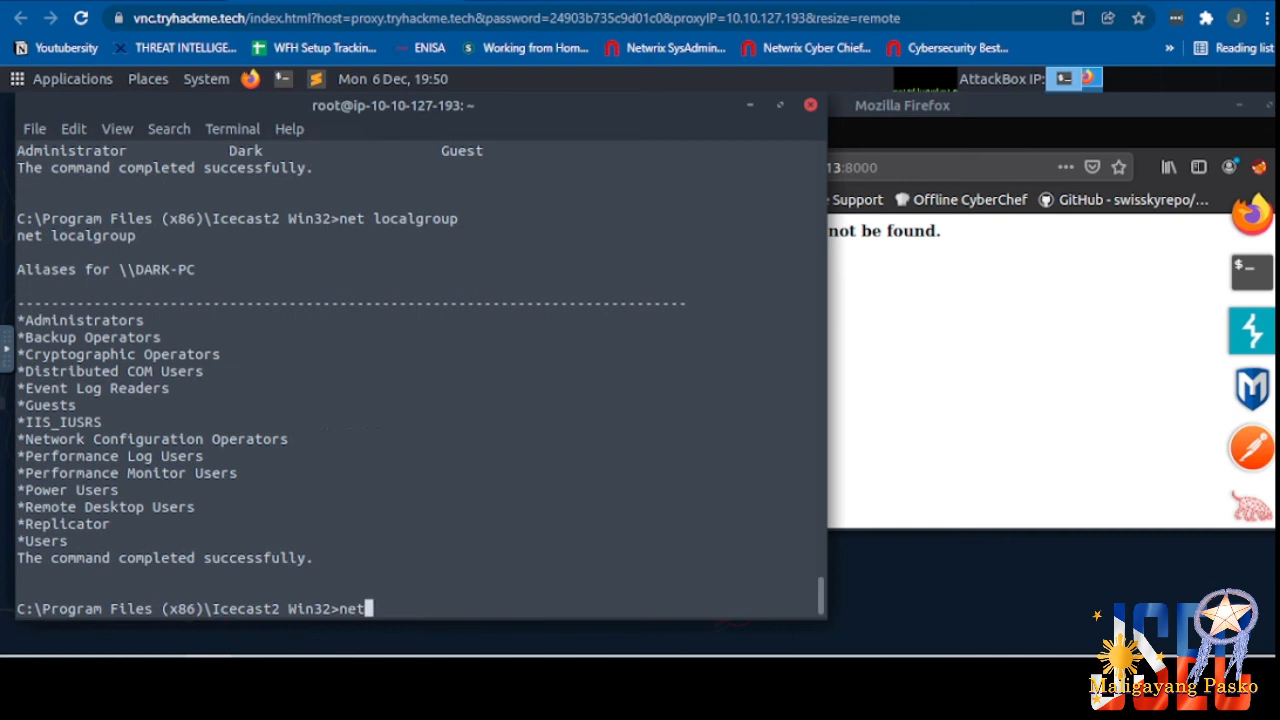 vnc.tryhackme.tech/index.html?host=proxy.tryhackme.tech&password=24903b735c9d01c0&proxyIP=10.10.127.193&resize=remote
J
Youtubersity THREAT INTELLIGE... WFH Setup Trackin... ENISA Working from Hom... Netwrix SysAdmin... Netwrix Cyber Chief... Cybersecurity Best... » Reading list
Applications Places System Mon 6 Dec, 19:50 AttackBox IP:
root@ip-10-10-127-193: ~
Mozilla Firefox
File Edit View Search Terminal Help
Administrator Dark Guest
The command completed successfully.
C:\Program Files (x86)\Icecast2 Win32>net localgroup
net localgroup
Aliases for \\DARK-PC
-------------------------------------------------------------------------------
*Administrators
*Backup Operators
*Cryptographic Operators
*Distributed COM Users
*Event Log Readers
*Guests
*IIS_IUSRS
*Network Configuration Operators
*Performance Log Users
*Performance Monitor Users
*Power Users
*Remote Desktop Users
*Replicator
*Users
The command completed successfully.
C:\Program Files (x86)\Icecast2 Win32>net
13:8000
Support Offline CyberChef GitHub - swisskyrepo/...
not be found.
$_
JSEC
Maligayang Pasko